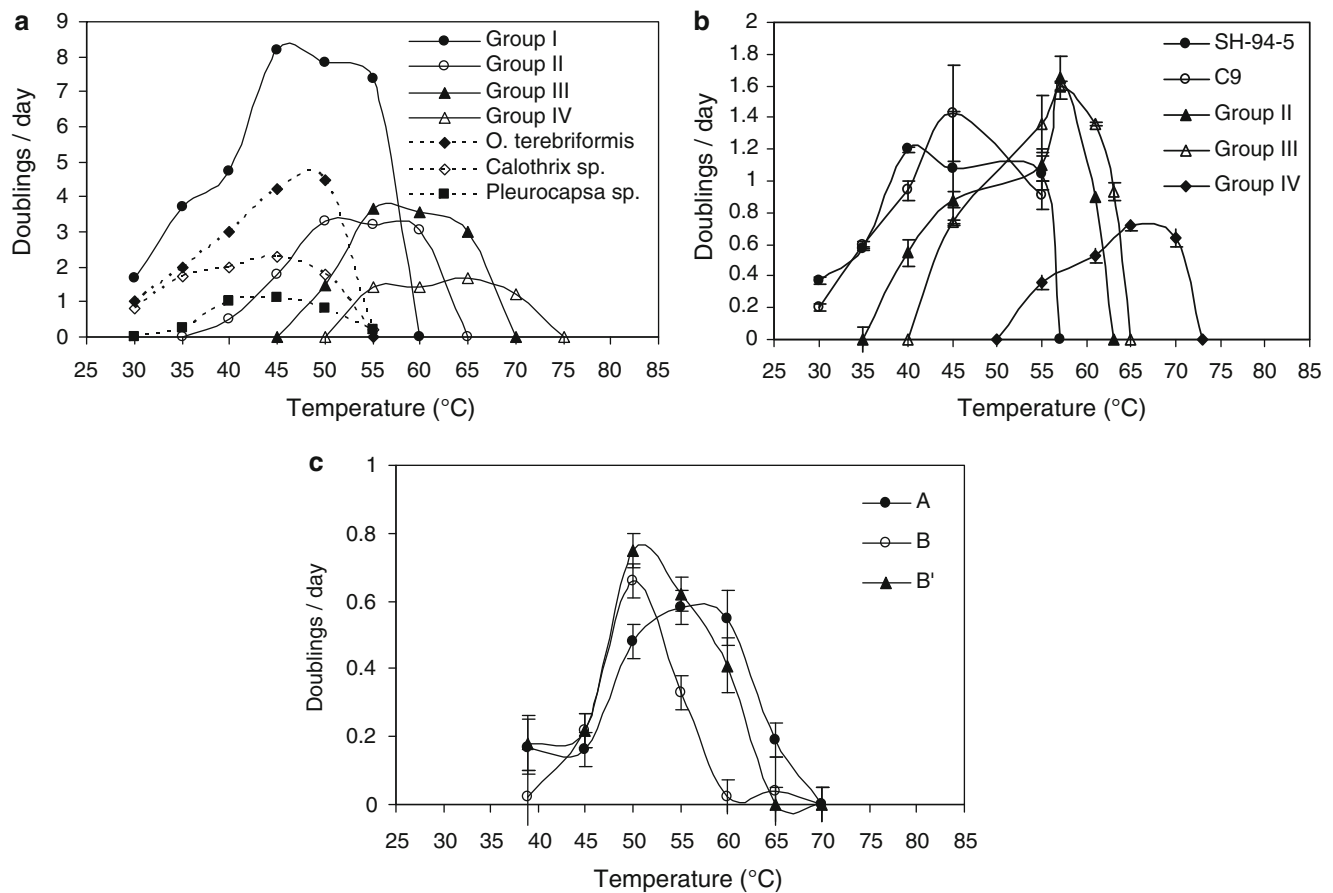 a
9
8
7
6
5
4
3
2
1
0
Doublings / day
Group I
Group II
Group III
Group IV
O. terebriformis
Calothrix sp.
Pleurocapsa sp.
25 30 35 40 45 50 55 60 65 70 75 80 85
Temperature (°C)
b
2
1.8
1.6
1.4
1.2
1
0.8
0.6
0.4
0.2
0
Doublings / day
SH-94-5
C9
Group II
Group III
Group IV
25 30 35 40 45 50 55 60 65 70 75 80 85
Temperature (°C)
c
1
0.8
0.6
0.4
0.2
0
Doublings / day
A
B
B'
25 30 35 40 45 50 55 60 65 70 75 80 85
Temperature (°C)